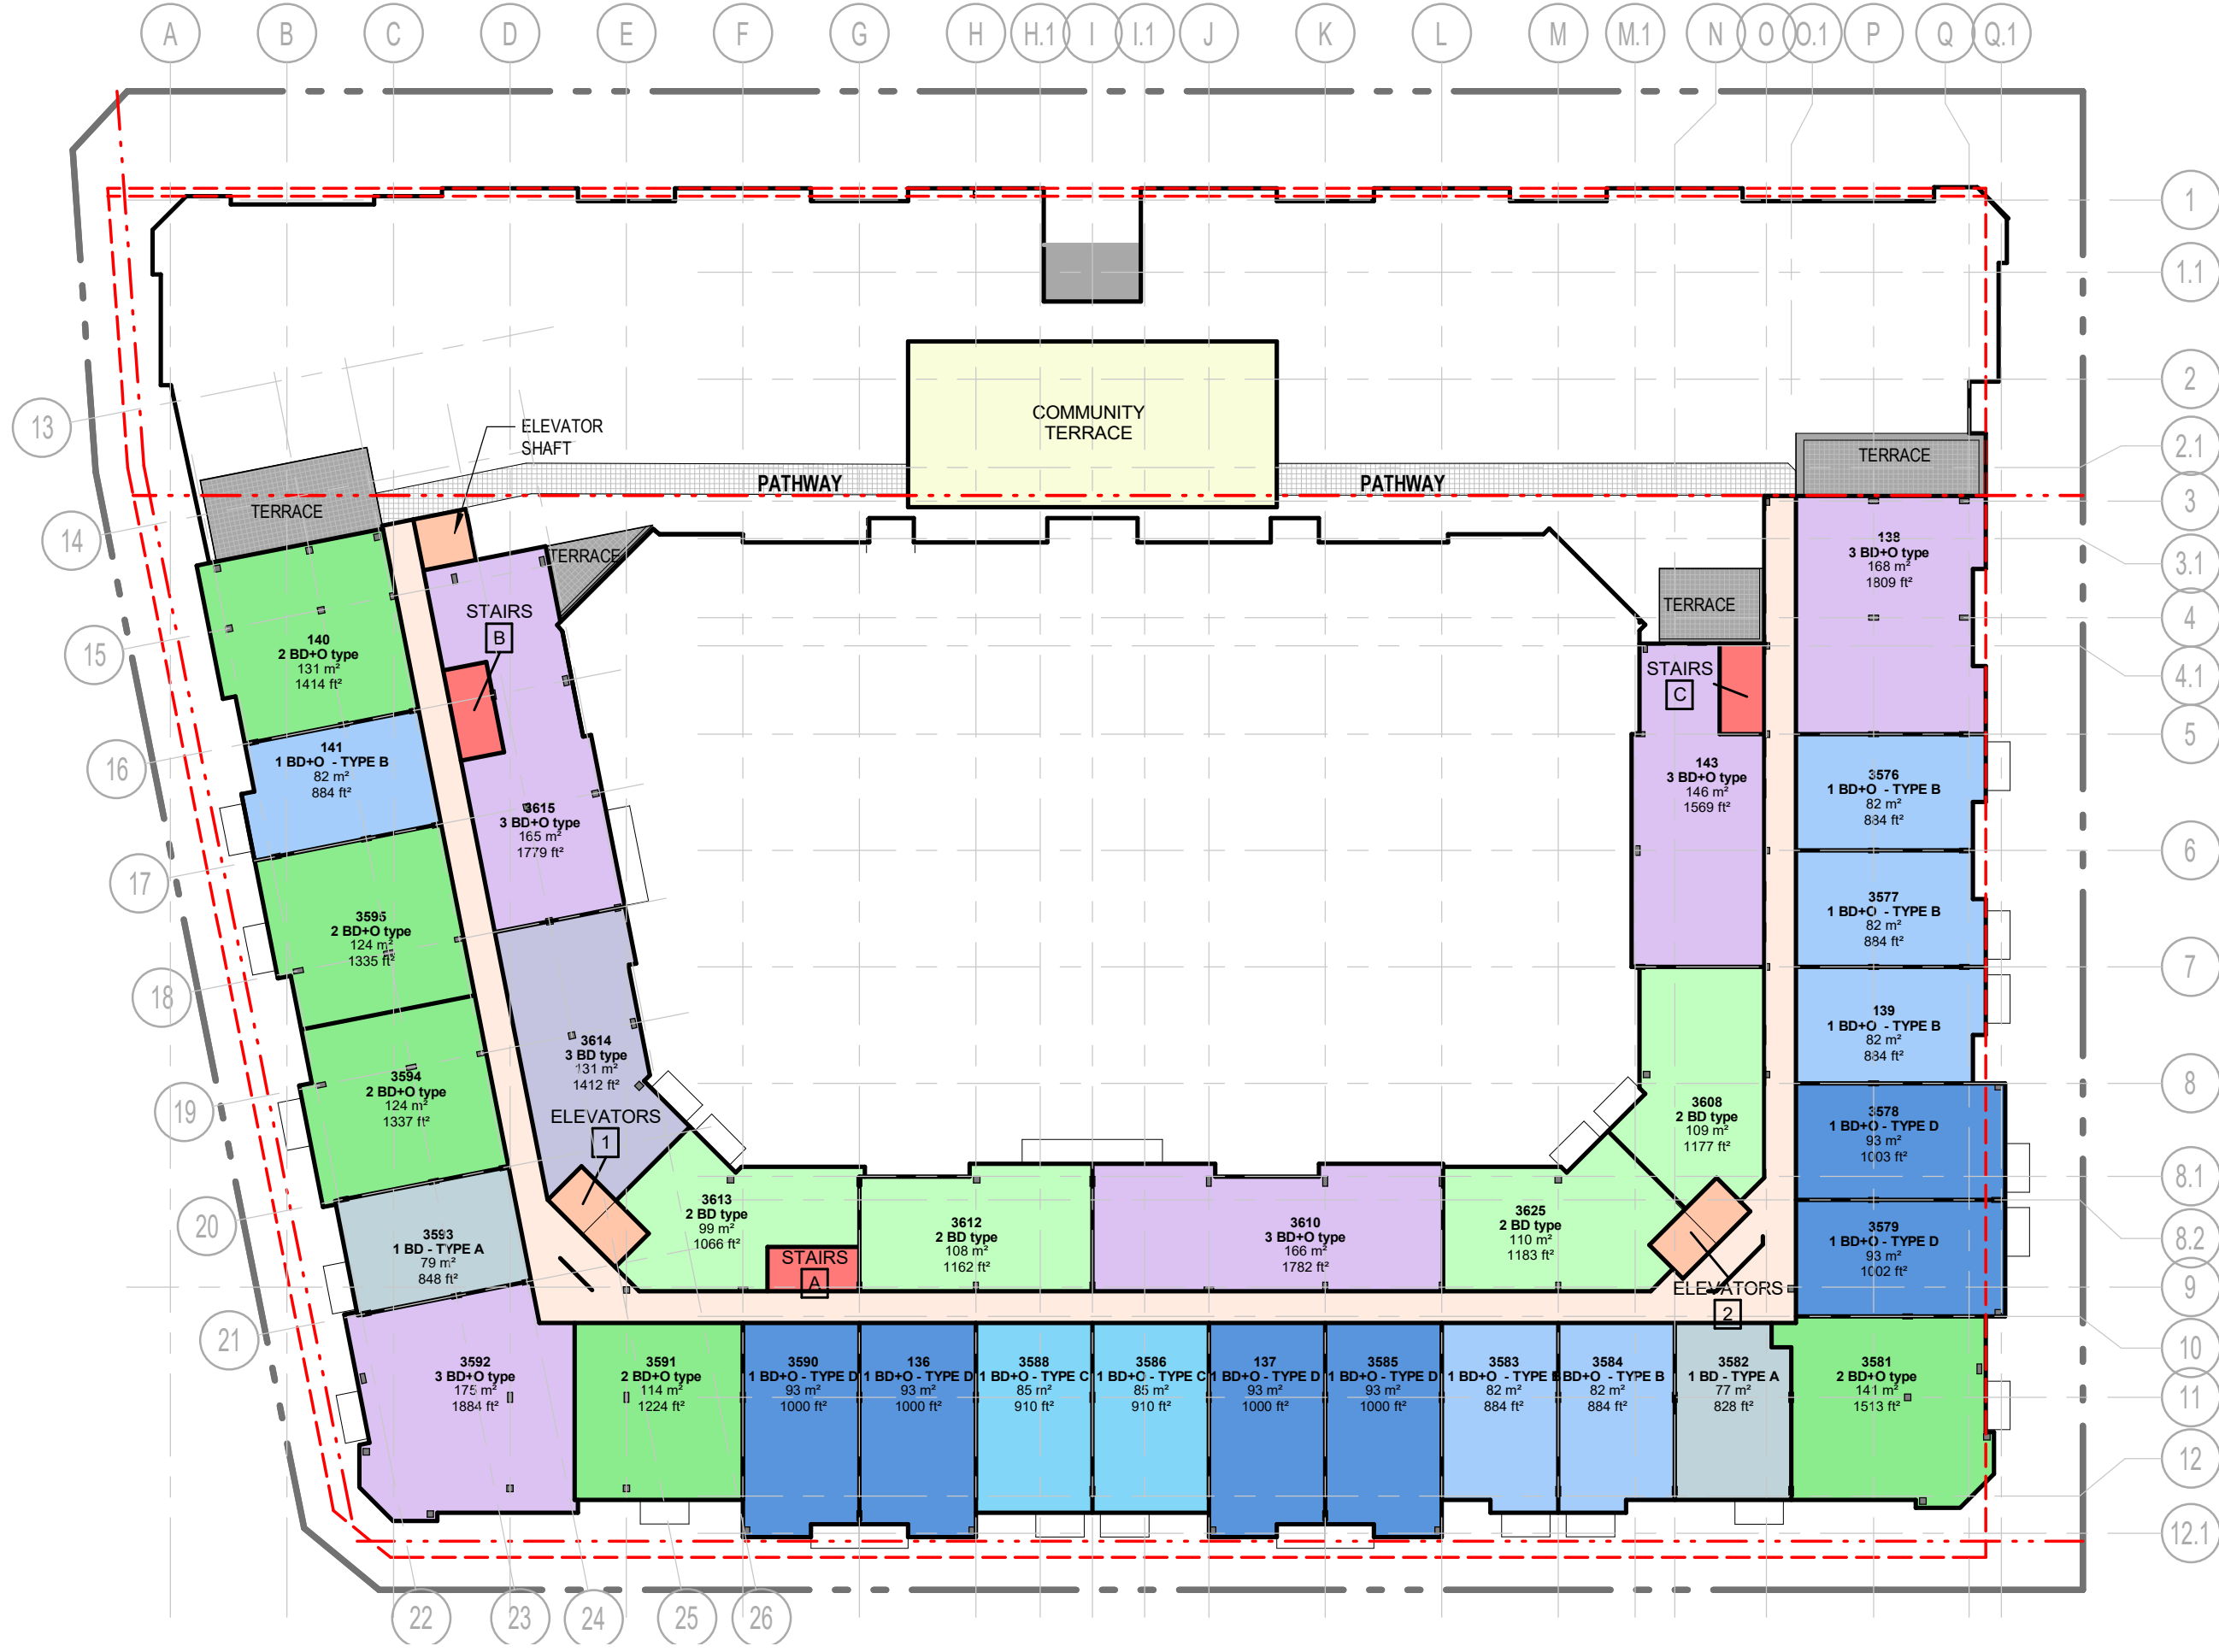 A B C D E F G H H.1 I I.1 J K L M M.1 N O O.1 P Q Q.1
1
1.1
2
2.1
3
3.1
4
4.1
5
6
7
8
8.1
8.2
9
10
11
12
12.1
13
14
15
16
17
18
19
20
21
22 23 24 25 26
ELEVATOR
SHAFT
COMMUNITY
TERRACE
PATHWAY
PATHWAY
TERRACE
TERRACE
TERRACE
TERRACE
STAIRS
B
STAIRS
C
STAIRS
A
ELEVATORS
1
ELEVATORS
2
140
2 BD+O type
131 m²
1414 ft²
141
1 BD+O - TYPE B
82 m²
884 ft²
3595
2 BD+O type
124 m²
1335 ft²
3594
2 BD+O type
124 m²
1337 ft²
3593
1 BD - TYPE A
79 m²
848 ft²
3592
3 BD+O type
175 m²
1884 ft²
3615
3 BD+O type
165 m²
1779 ft²
3614
3 BD type
131 m²
1412 ft²
3613
2 BD type
99 m²
1066 ft²
3612
2 BD type
108 m²
1162 ft²
3610
3 BD+O type
166 m²
1782 ft²
3625
2 BD type
110 m²
1183 ft²
3608
2 BD type
109 m²
1177 ft²
143
3 BD+O type
146 m²
1569 ft²
138
3 BD+O type
168 m²
1809 ft²
3576
1 BD+O - TYPE B
82 m²
884 ft²
3577
1 BD+O - TYPE B
82 m²
884 ft²
139
1 BD+O - TYPE B
82 m²
884 ft²
3578
1 BD+O - TYPE D
93 m²
1003 ft²
3579
1 BD+O - TYPE D
93 m²
1002 ft²
3591
2 BD+O type
114 m²
1224 ft²
3590
1 BD+O - TYPE D
93 m²
1000 ft²
136
1 BD+O - TYPE D
93 m²
1000 ft²
3588
1 BD+O - TYPE C
85 m²
910 ft²
3586
1 BD+O - TYPE C
85 m²
910 ft²
137
1 BD+O - TYPE D
93 m²
1000 ft²
3585
1 BD+O - TYPE D
93 m²
1000 ft²
3583
1 BD+O - TYPE
82 m²
884 ft²
3584
BD+O - TYPE B
82 m²
884 ft²
3582
1 BD - TYPE A
77 m²
828 ft²
3581
2 BD+O type
141 m²
1513 ft²